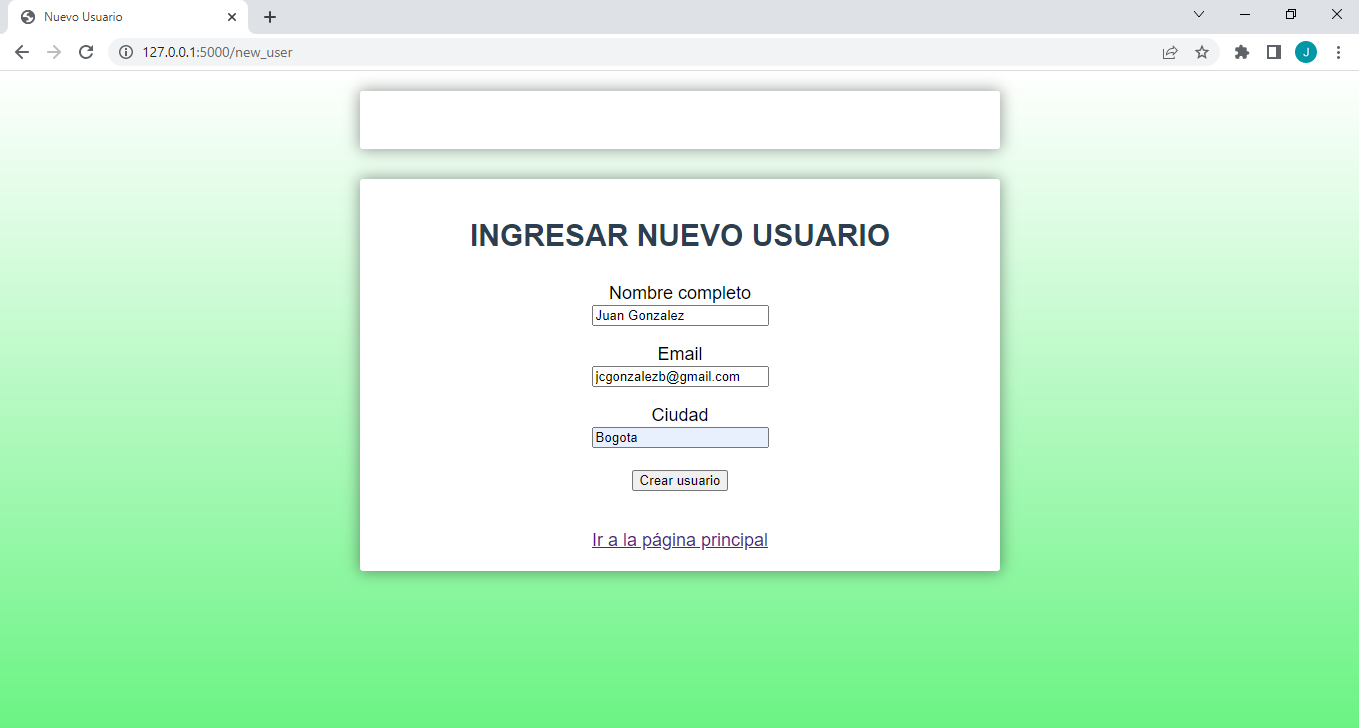 Nuevo Usuario
127.0.0.1:5000/new_user
J
INGRESAR NUEVO USUARIO
Nombre completo
Juan Gonzalez
Email
jcgonzalezb@gmail.com
Ciudad
Bogota
Crear usuario
Ir a la página principal